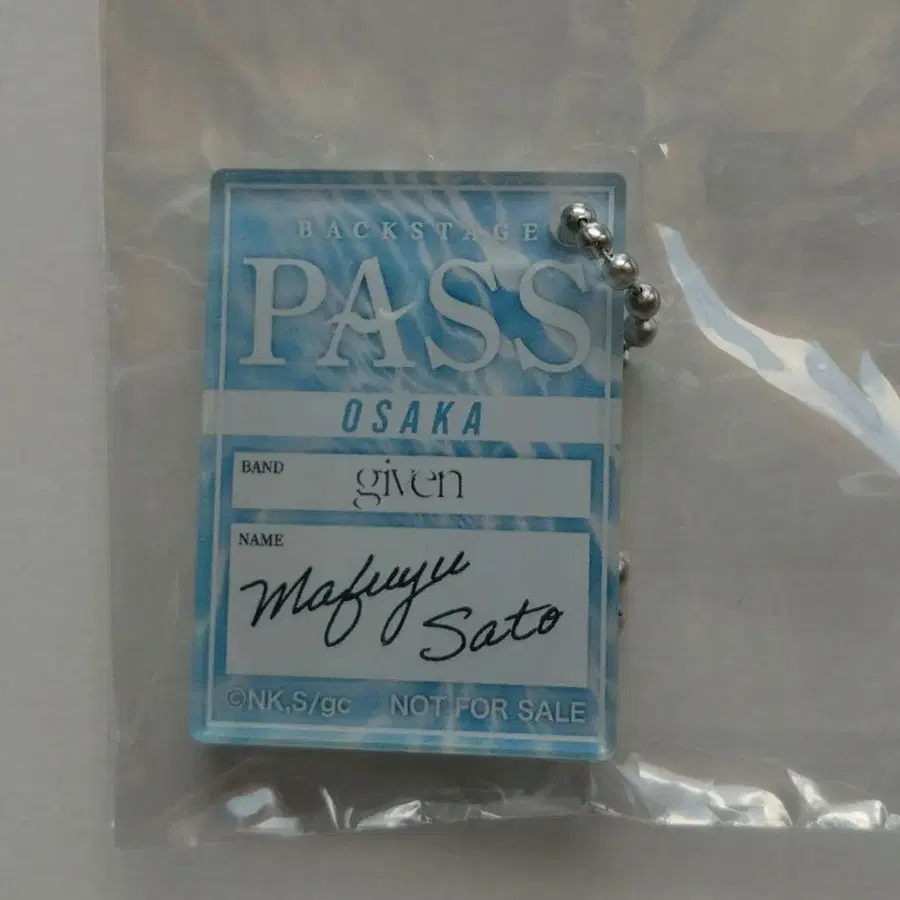 BACKSTAGE
PASS
OSAKA
BAND given
NAME
Mafuyu
Sato
©NK,S/gc NOT FOR SALE